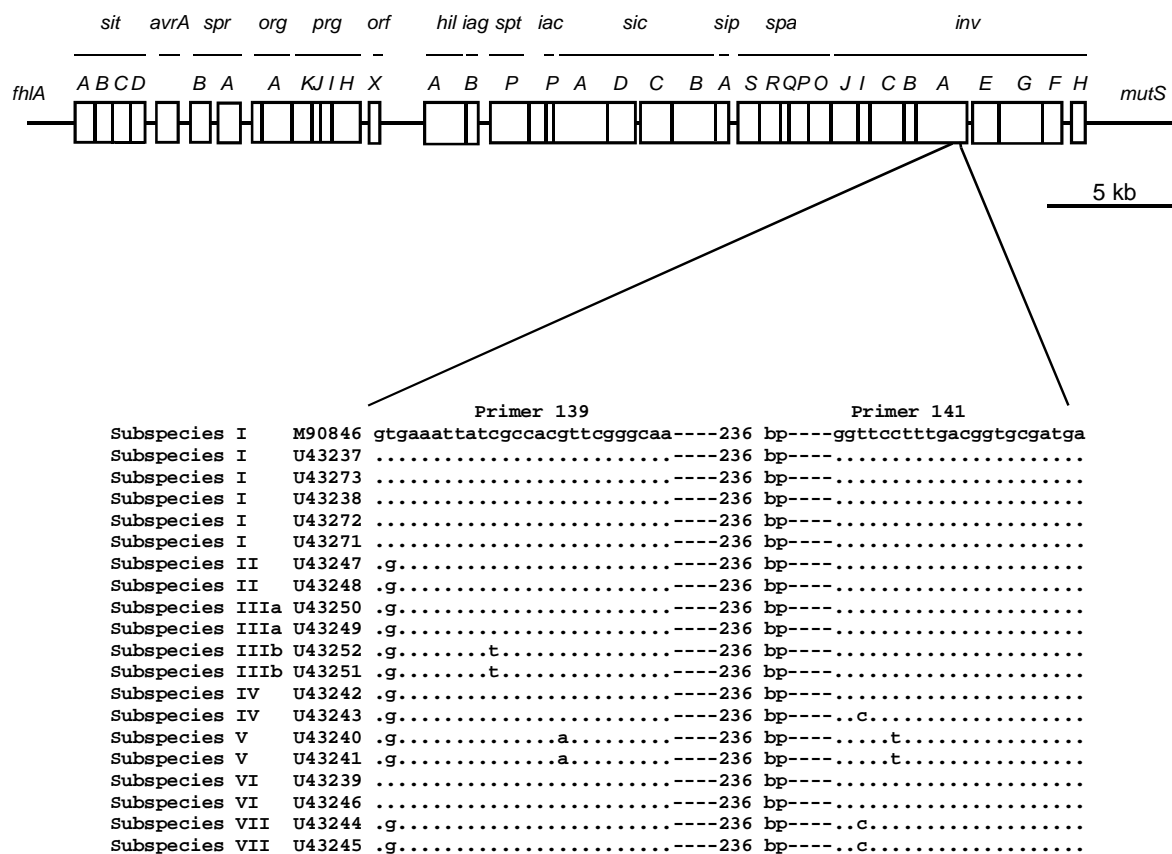 sit avrA spr org prg orf hil iag spt iac sic sip spa inv
fhlA A B C D B A A K J I H X A B P P A D C B A S R Q P O J I C B A E G F H mutS
5 kb
Primer 139 Primer 141
Subspecies I M90846 gtgaaattatcgccacgttcgggcaa----236 bp----ggttcctttgacggtgcgatga
Subspecies I U43237 ..........................----236 bp----......................
Subspecies I U43273 ..........................----236 bp----......................
Subspecies I U43238 ..........................----236 bp----......................
Subspecies I U43272 ..........................----236 bp----......................
Subspecies I U43271 ..........................----236 bp----......................
Subspecies II U43247 .g........................----236 bp----......................
Subspecies II U43248 .g........................----236 bp----......................
Subspecies IIIa U43250 .g........................----236 bp----......................
Subspecies IIIa U43249 .g........................----236 bp----......................
Subspecies IIIb U43252 .g........t...............----236 bp----......................
Subspecies IIIb U43251 .g........t...............----236 bp----......................
Subspecies IV U43242 .g........................----236 bp----......................
Subspecies IV U43243 .g........................----236 bp----..c...................
Subspecies V U43240 .g..............a.........----236 bp----.....t................
Subspecies V U43241 .g..............a.........----236 bp----.....t................
Subspecies VI U43239 ..........................----236 bp----......................
Subspecies VI U43246 ..........................----236 bp----......................
Subspecies VII U43244 .g........................----236 bp----..c...................
Subspecies VII U43245 .g........................----236 bp----..c...................